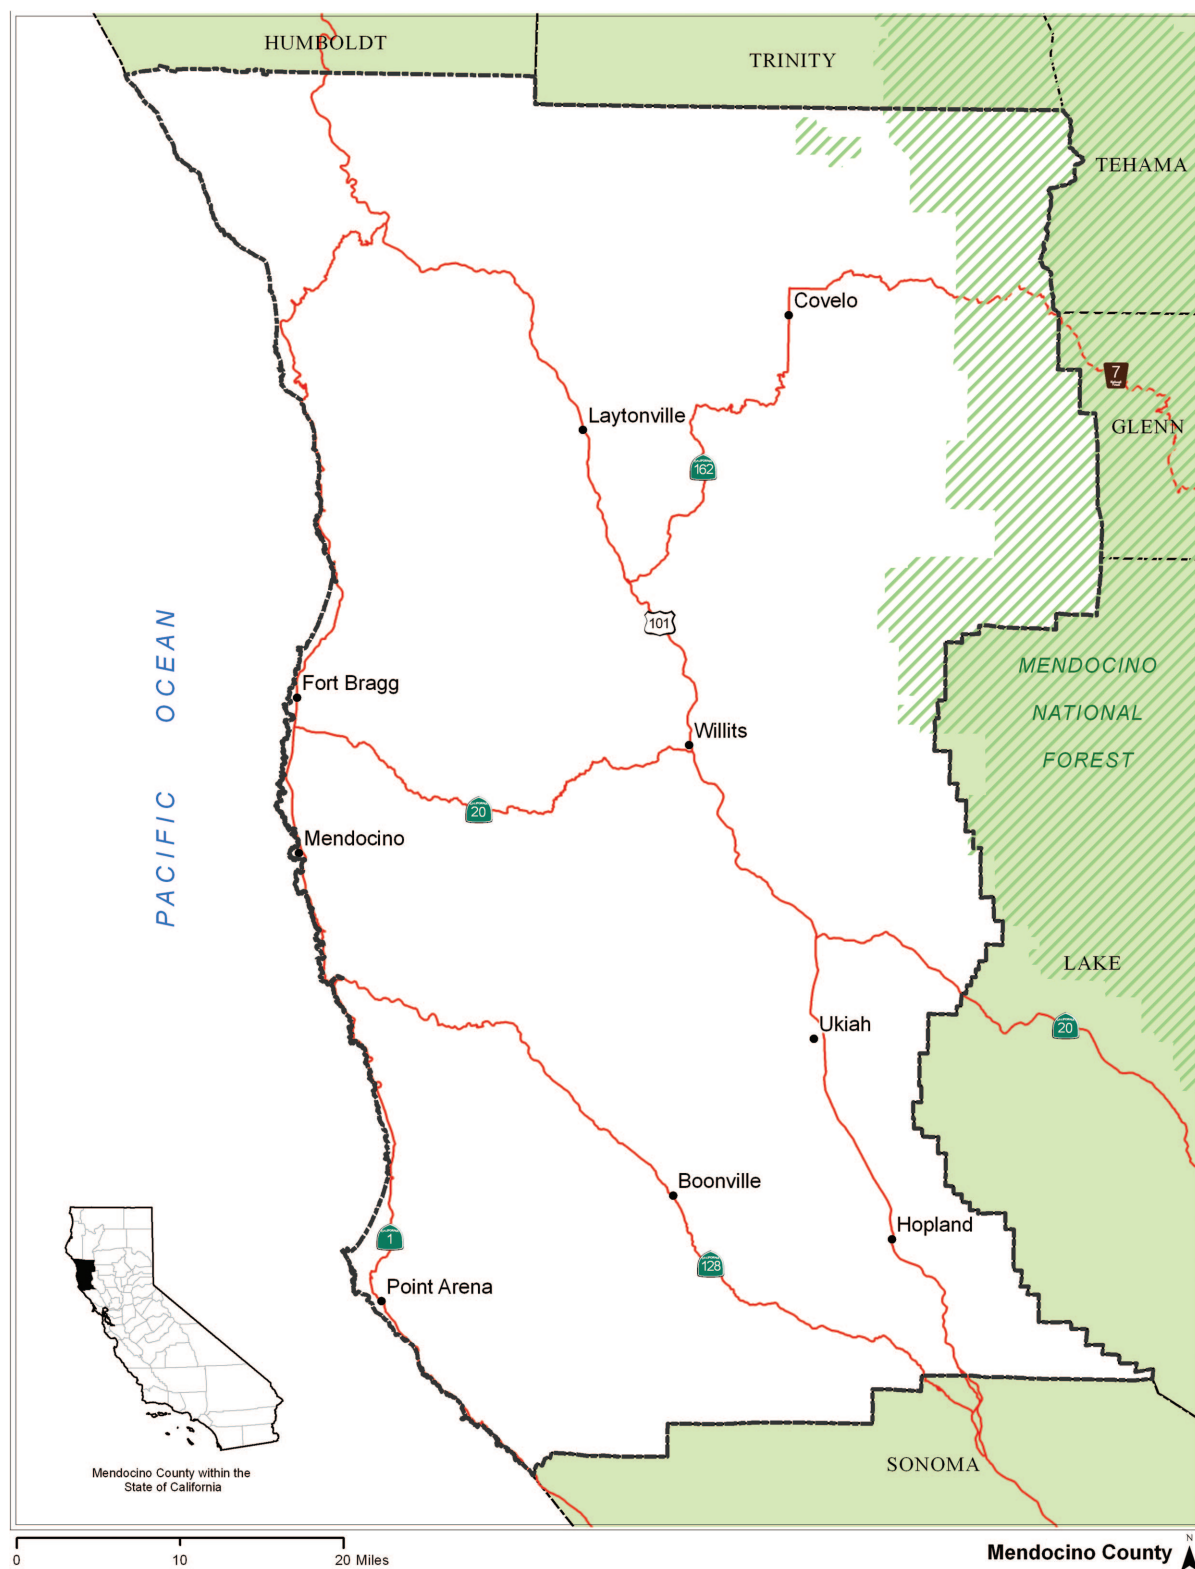 HUMBOLDT
TRINITY
TEHAMA
Covelo
7
Laytonville
GLENN
162
101
PACIFIC OCEAN
MENDOCINO
NATIONAL
FOREST
Fort Bragg
Willits
20
Mendocino
LAKE
Ukiah
20
Boonville
Hopland
1
128
Point Arena
SONOMA
Mendocino County within the
State of California
0 10 20 Miles
Mendocino County
N